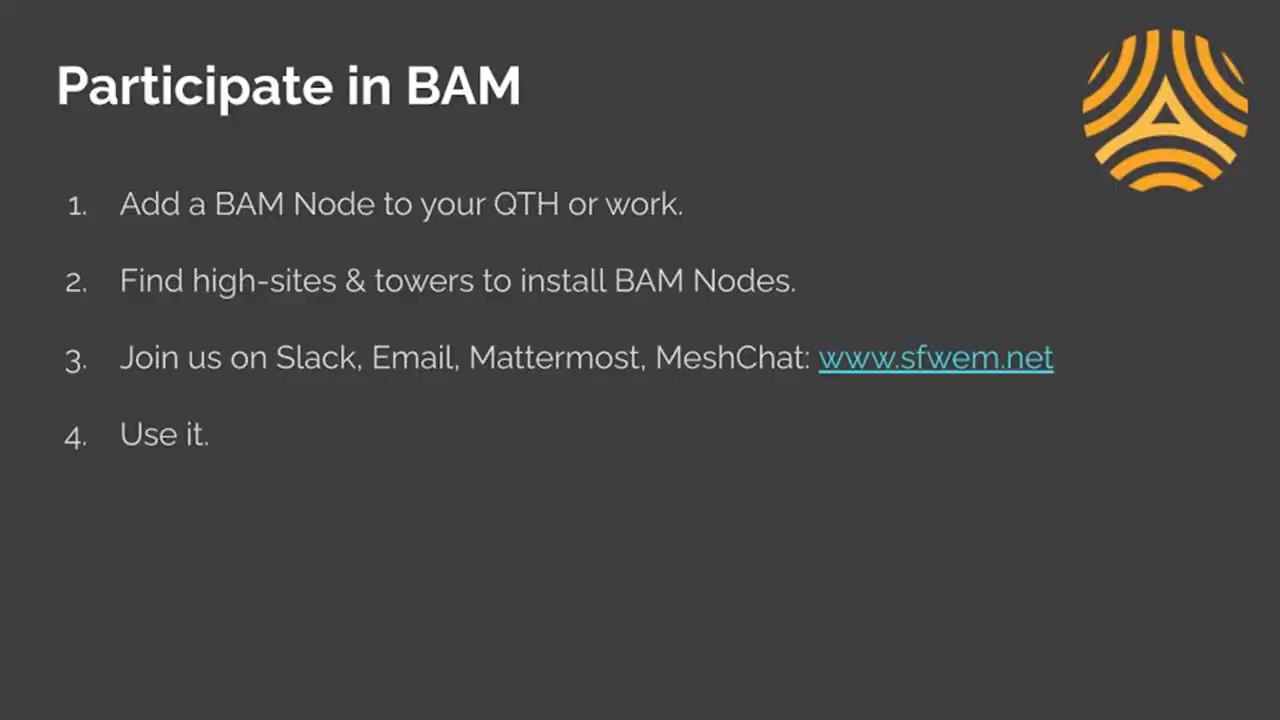 Participate in BAM
1. Add a BAM Node to your QTH or work.
2. Find high-sites & towers to install BAM Nodes.
3. Join us on Slack, Email, Mattermost, MeshChat: www.sfwem.net
4. Use it.